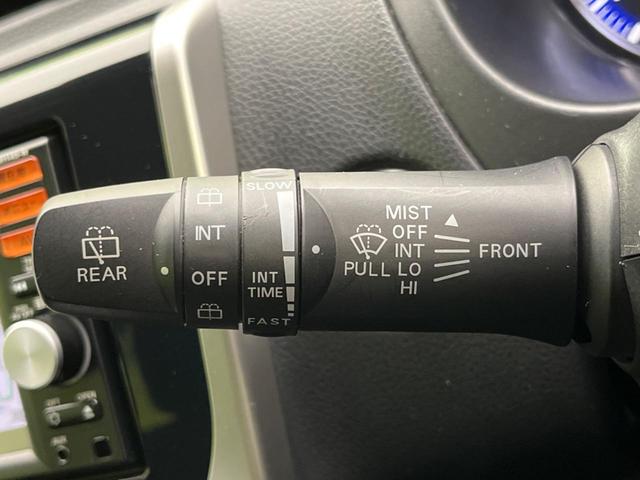 REAR
INT
OFF
SLOW
INT
TIME
FAST
MIST
OFF
INT
PULL LO
HI
FRONT